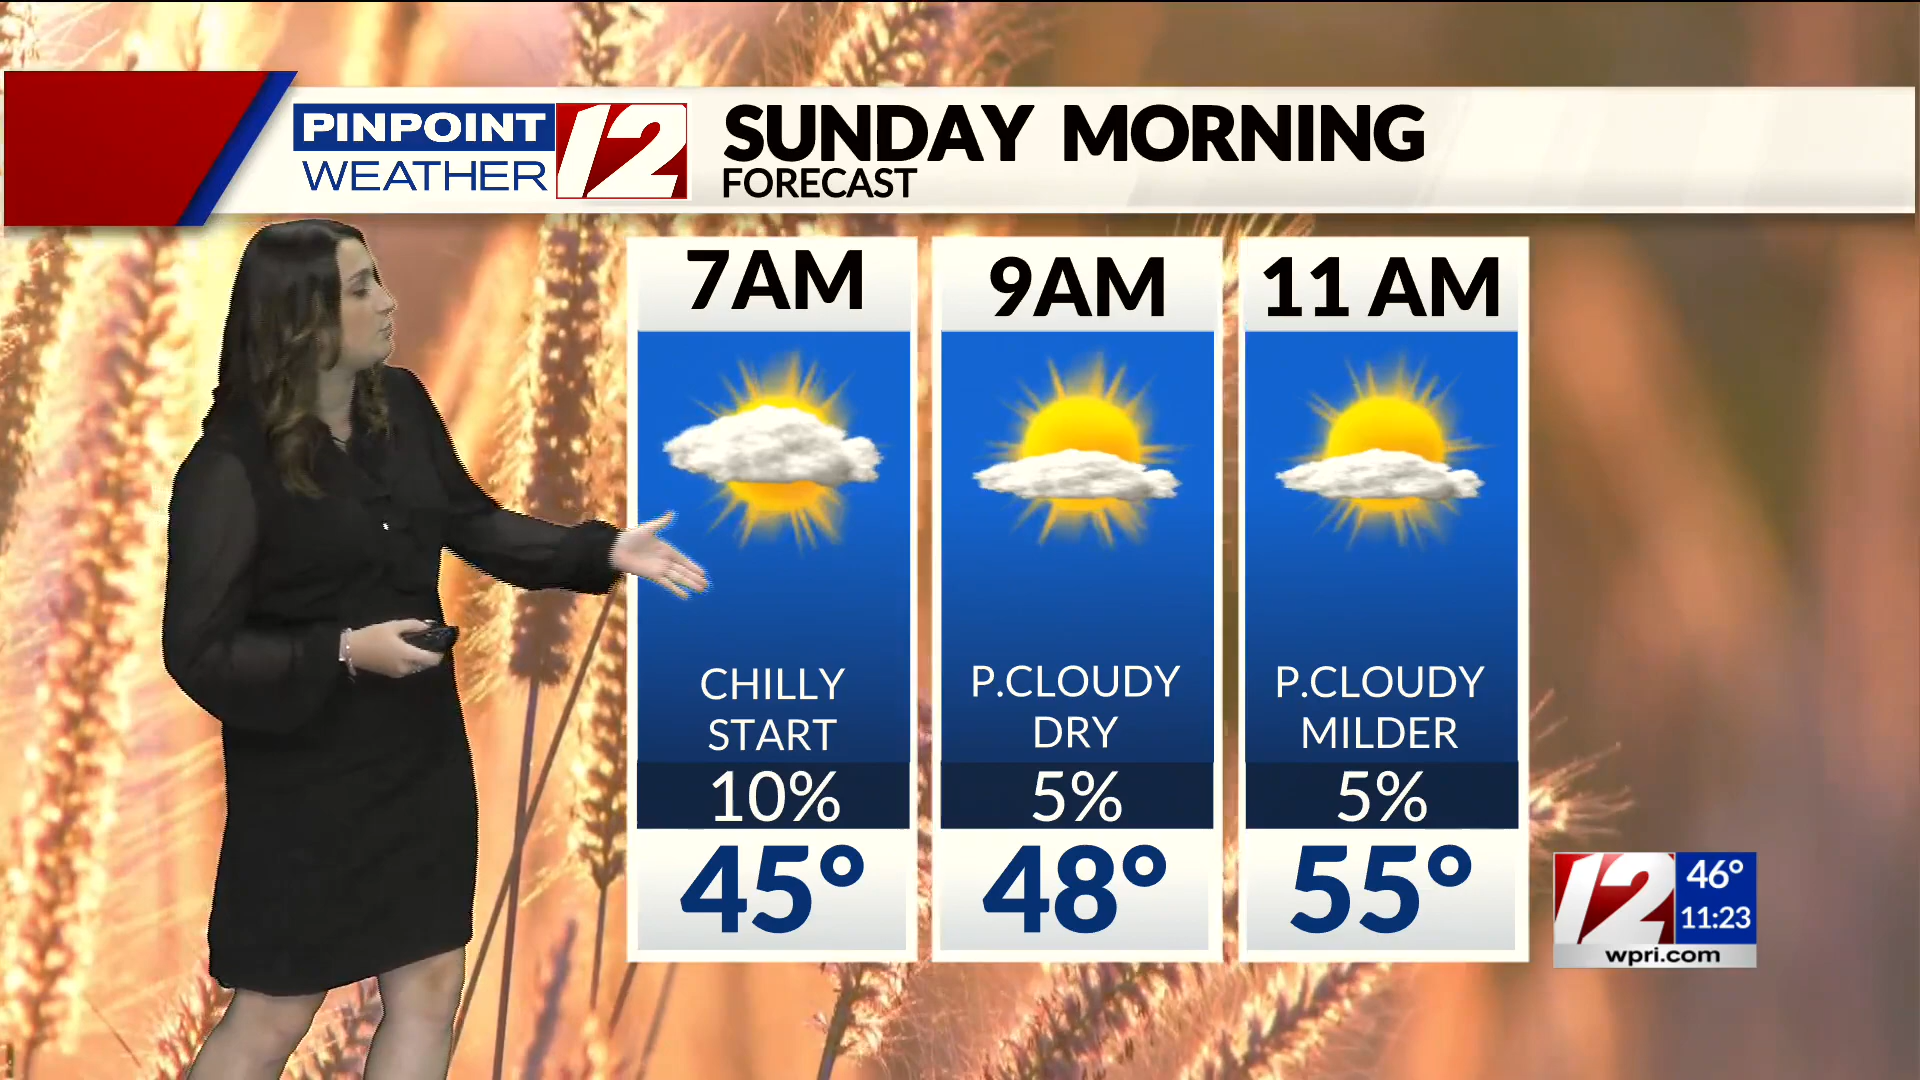 PINPOINT
WEATHER
12
SUNDAY MORNING
FORECAST
7AM
CHILLY
START
10%
45°
9AM
P.CLOUDY
DRY
5%
48°
11 AM
P.CLOUDY
MILDER
5%
55°
12
46°
11:23
wpri.com